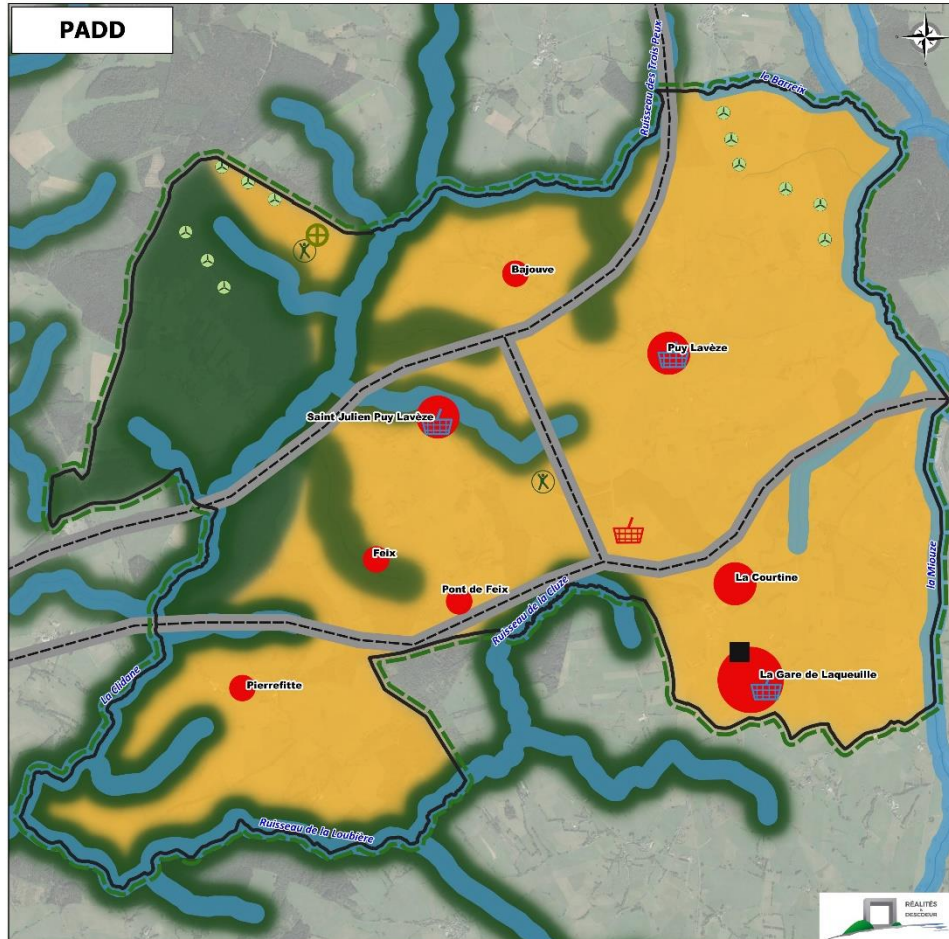 PADD
Ruisseau des Trois Peux
le Barreix
Bajouve
Puy Lavèze
Saint Julien Puy Lavèze
Feix
Pont de Feix
Ruisseau de la Cluze
La Courtine
la Miouze
La Gare de Laqueuille
La Clidane
Pierrefitte
Ruisseau de la Loubière
RÉALITÉS
&
DESCOEUR